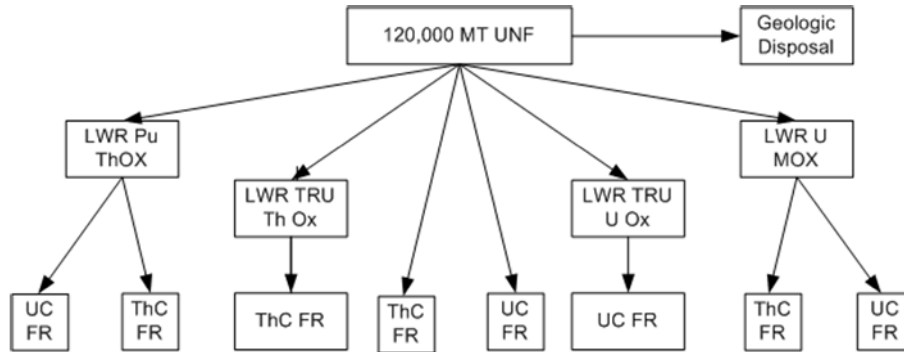 120,000 MT UNF
Geologic
Disposal
LWR Pu
ThOX
LWR TRU
Th Ox
LWR TRU
U Ox
LWR U
MOX
UC
FR
ThC
FR
ThC FR
ThC
FR
UC
FR
UC FR
ThC
FR
UC
FR